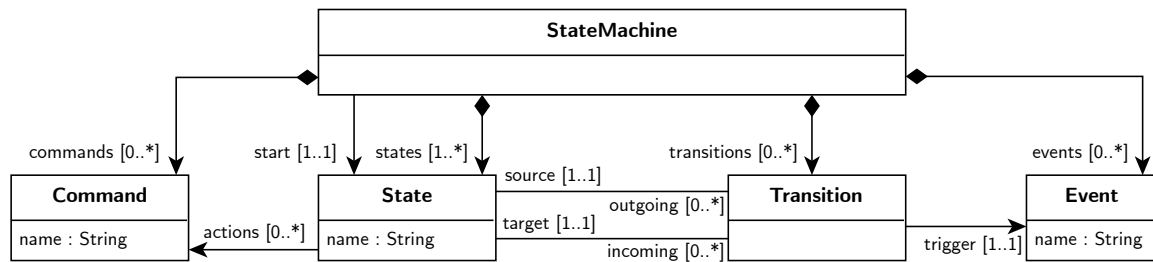 StateMachine
commands [0..*]
start [1..1]
states [1..*]
transitions [0..*]
events [0..*]
Command
name : String
actions [0..*]
State
name : String
source [1..1]
outgoing [0..*]
target [1..1]
incoming [0..*]
Transition
trigger [1..1]
Event
name : String